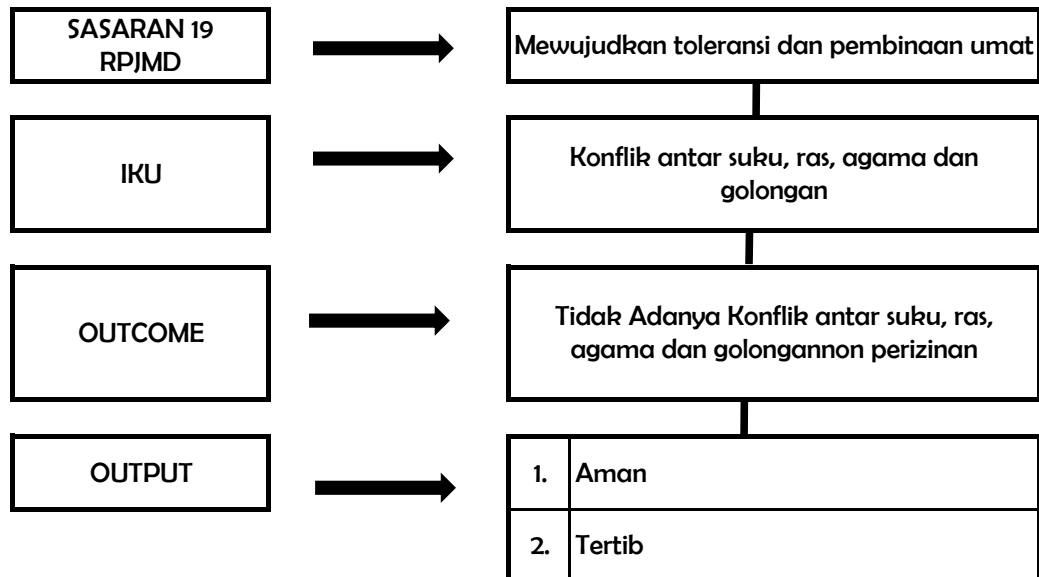 SASARAN 19
RPJMD
Mewujudkan toleransi dan pembinaan umat
IKU
Konflik antar suku, ras, agama dan
golongan
OUTCOME
Tidak Adanya Konflik antar suku, ras,
agama dan golongannon perizinan
OUTPUT
1. Aman
2. Tertib